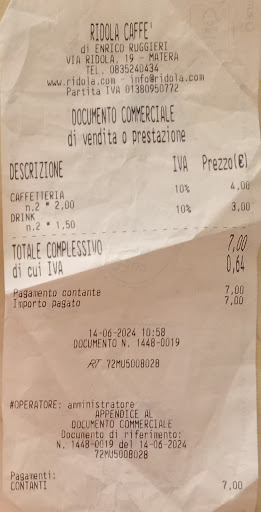 RIDOLA CAFFE'
di ENRICO RUGGIERI
VIA RIDOLA, 19 - MATERA
TEL. 0835240434
www.ridola.com - info@ridola.com
Partita IVA 01380950772
DOCUMENTO COMMERCIALE
di vendita o prestazione
DESCRIZIONE IVA Prezzo(€)
CAFFETTERIA 10% 4,00
n.2 * 2,00
DRINK 10% 3,00
n.2 * 1,50
TOTALE COMPLESSIVO 7,00
di cui IVA 0,64
Pagamento contante 7,00
Importo pagato 7,00
14-06-2024 10:58
DOCUMENTO N. 1448-0019
RT 72MU5008028
#OPERATORE: amministratore
APPENDICE AL
DOCUMENTO COMMERCIALE
Documento di riferimento:
N. 1448-0019 del 14-06-2024
72MU5008028
Pagamenti:
CONTANTI 7,00